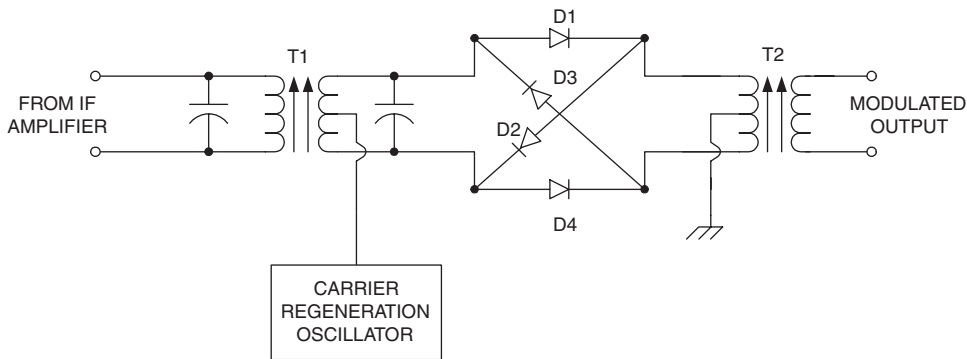 D1
T1
T2
D3
FROM IF
AMPLIFIER
MODULATED
OUTPUT
D2
D4
CARRIER
REGENERATION
OSCILLATOR